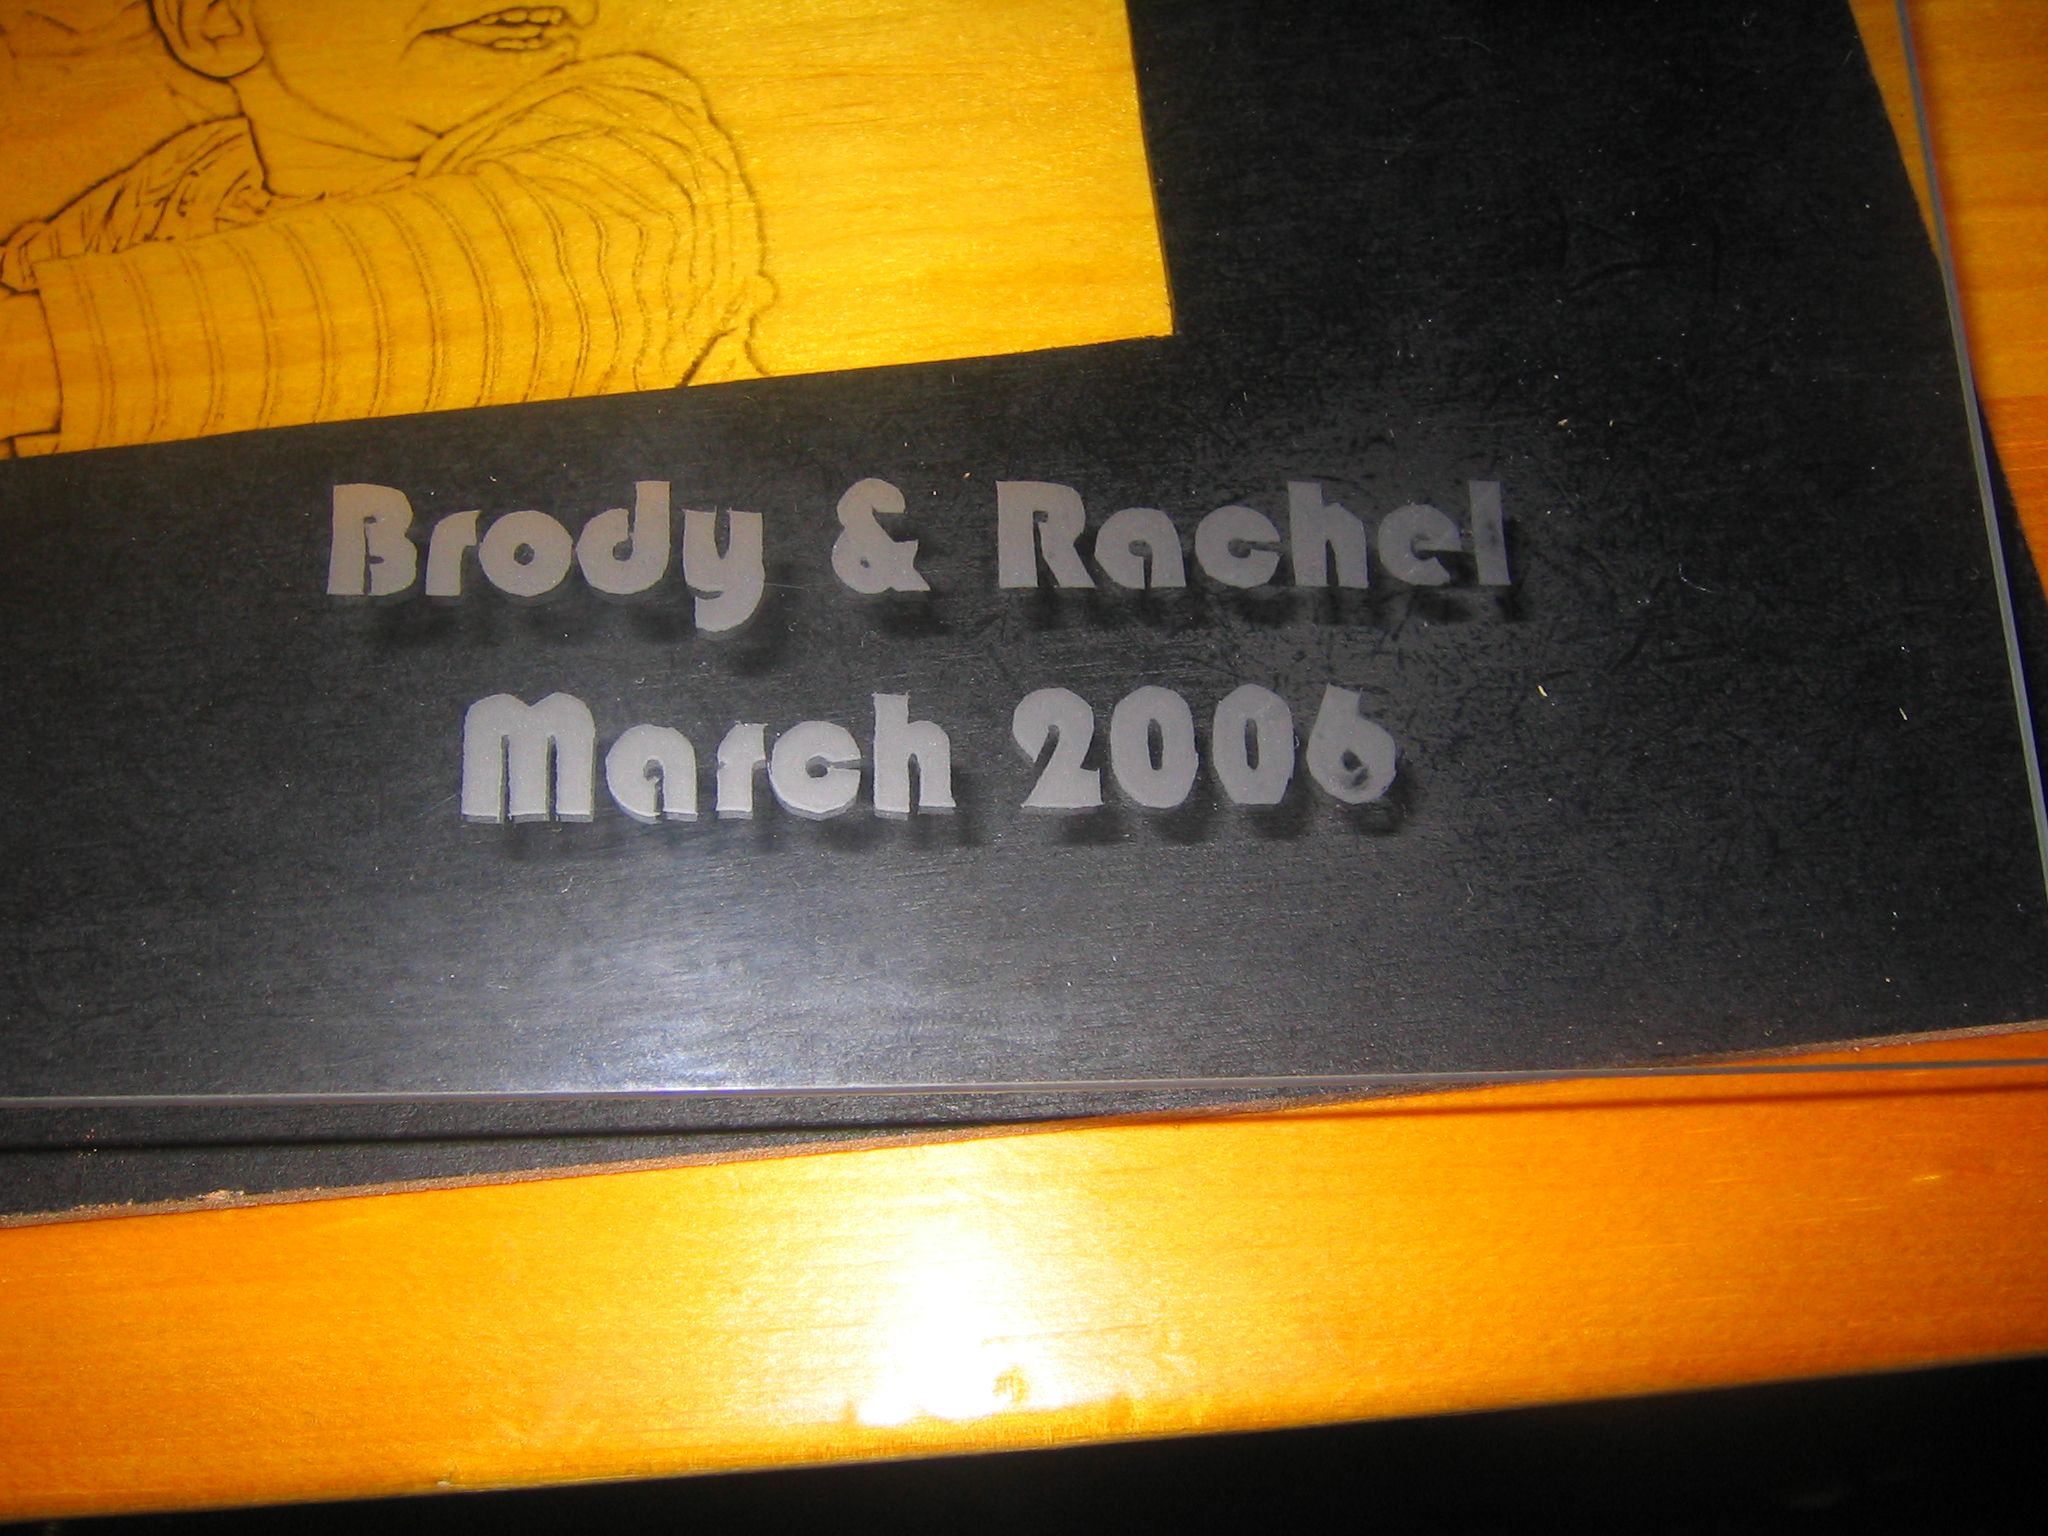 Brody & Rachel
March 2006